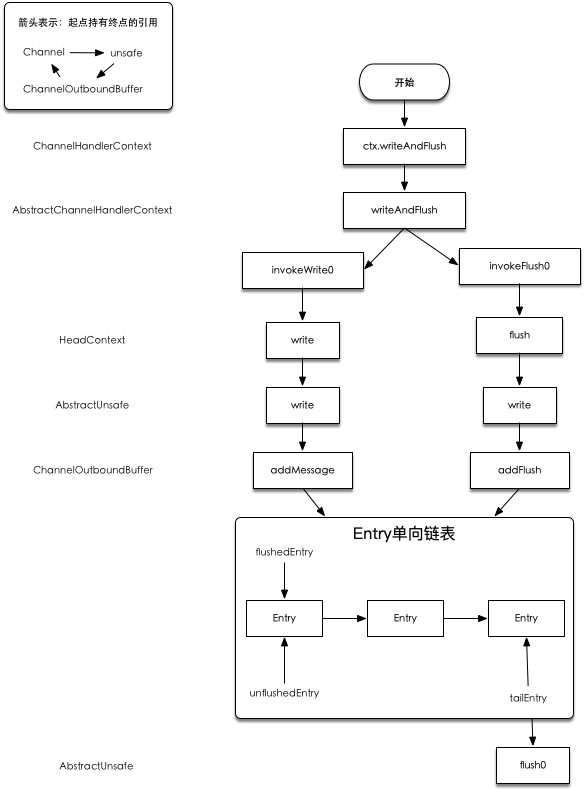 箭头表示：起点持有终点的引用
Channel
unsafe
ChannelOutboundBuffer
开始
ChannelHandlerContext
ctx.writeAndFlush
AbstractChannelHandlerContext
writeAndFlush
invokeWrite0
invokeFlush0
HeadContext
write
flush
AbstractUnsafe
write
write
ChannelOutboundBuffer
addMessage
addFlush
Entry单向链表
flushedEntry
Entry
Entry
Entry
unflushedEntry
tailEntry
AbstractUnsafe
flush0